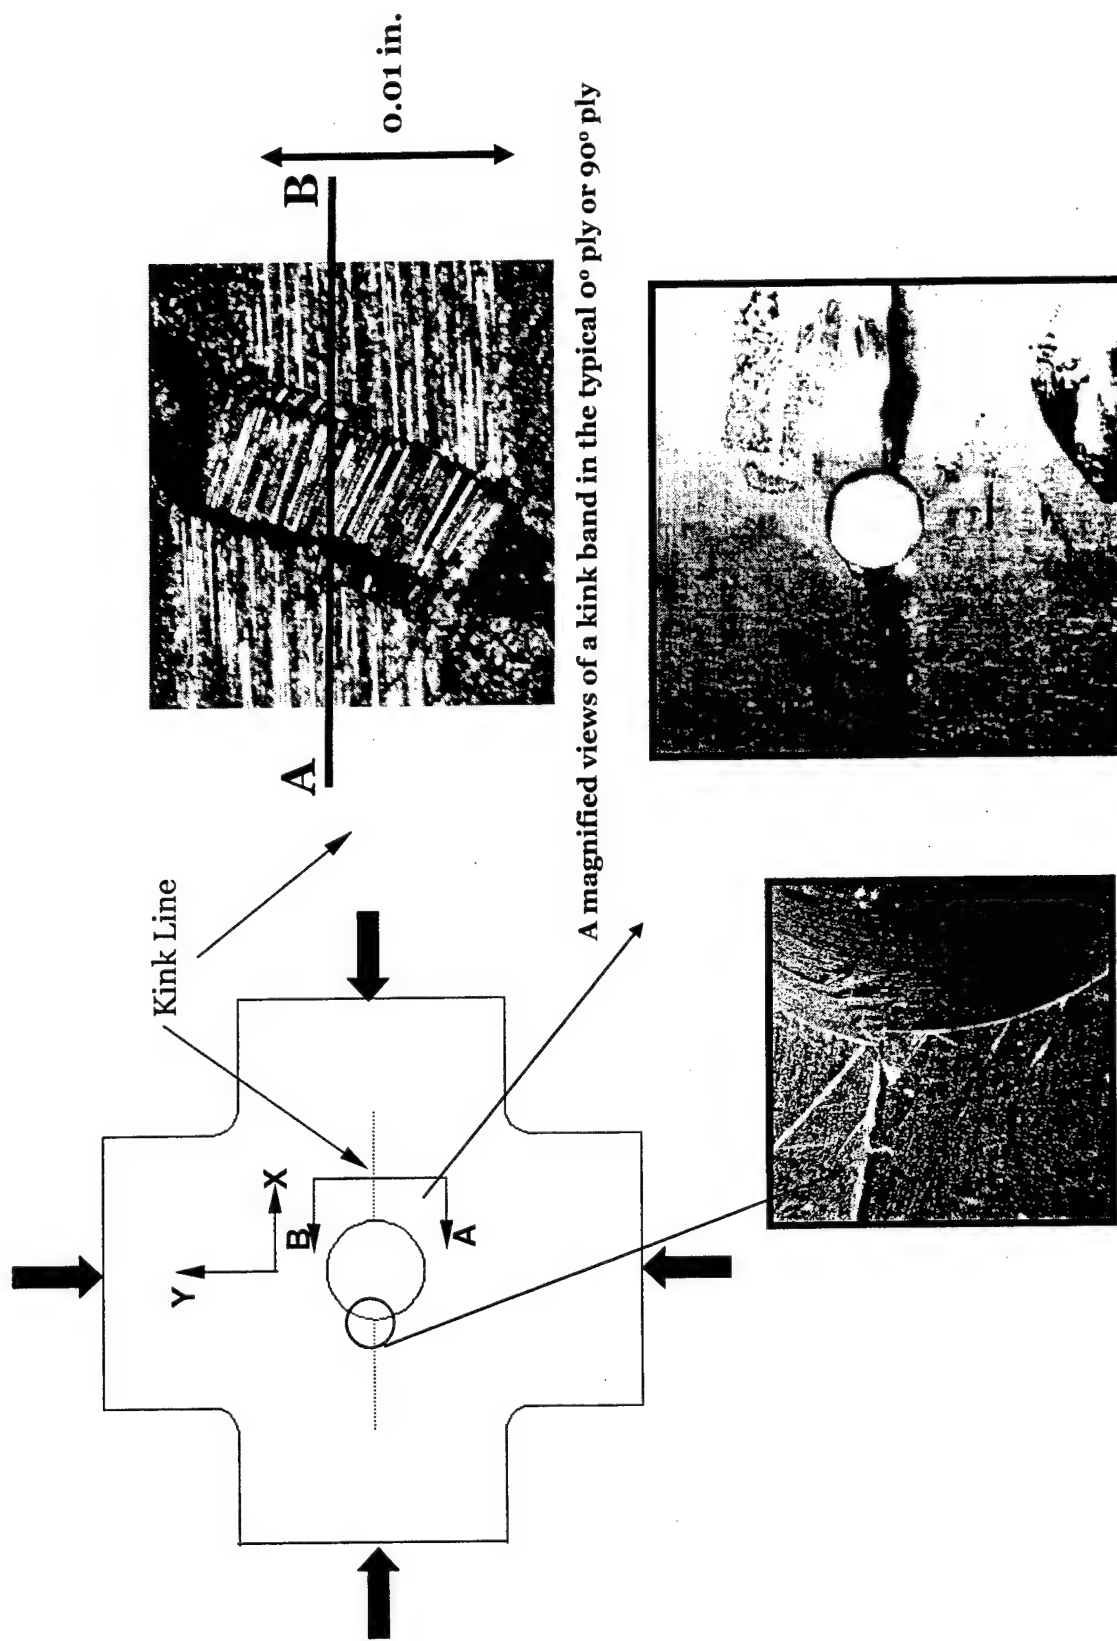 Y
X
B
A
Kink Line
A
B
0.01 in.
A magnified views of a kink band in the typical 0º ply or 90º ply